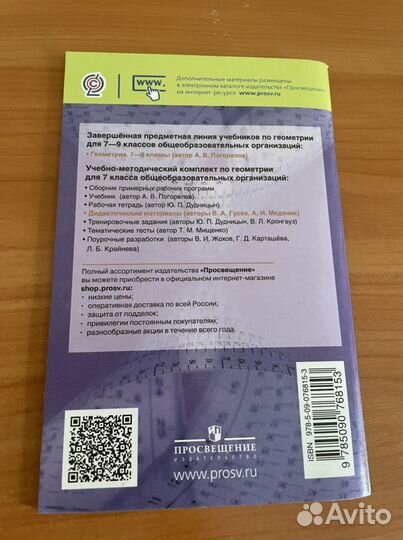 www.
Дополнительные материалы размещены
в электронном каталоге издательства «Просвещение»
на интернет-ресурсе www.prosv.ru
Завершённая предметная линия учебников по геометрии
для 7—9 классов общеобразовательных организаций:
• Геометрия. 7—9 классы (автор А. В. Погорелов)
Учебно-методический комплект по геометрии
для 7 класса общеобразовательных организаций:
• Сборник примерных рабочих программ
• Учебник (автор А. В. Погорелов)
• Рабочая тетрадь (автор Ю. П. Дудницын)
• Дидактические материалы (авторы В. А. Гусев, А. И. Медяник)
• Тренировочные задания (авторы Ю. П. Дудницын, В. Л. Кронгауз)
• Тематические тесты (автор Т. М. Мищенко)
• Поурочные разработки (авторы В. И. Жохов, Г. Д. Карташёва,
Л. Б. Крайнева)
Полный ассортимент издательства «Просвещение»
вы можете приобрести в официальном интернет-магазине
shop.prosv.ru:
• низкие цены;
• оперативная доставка по всей России;
• защита от подделок;
• привилегии постоянным покупателям;
• разнообразные акции в течение всего года.
ПРОСВЕЩЕНИЕ
ИЗДАТЕЛЬСТВО
www.prosv.ru
ISBN 978-5-09-076815-3
9 785090 768153
Avito